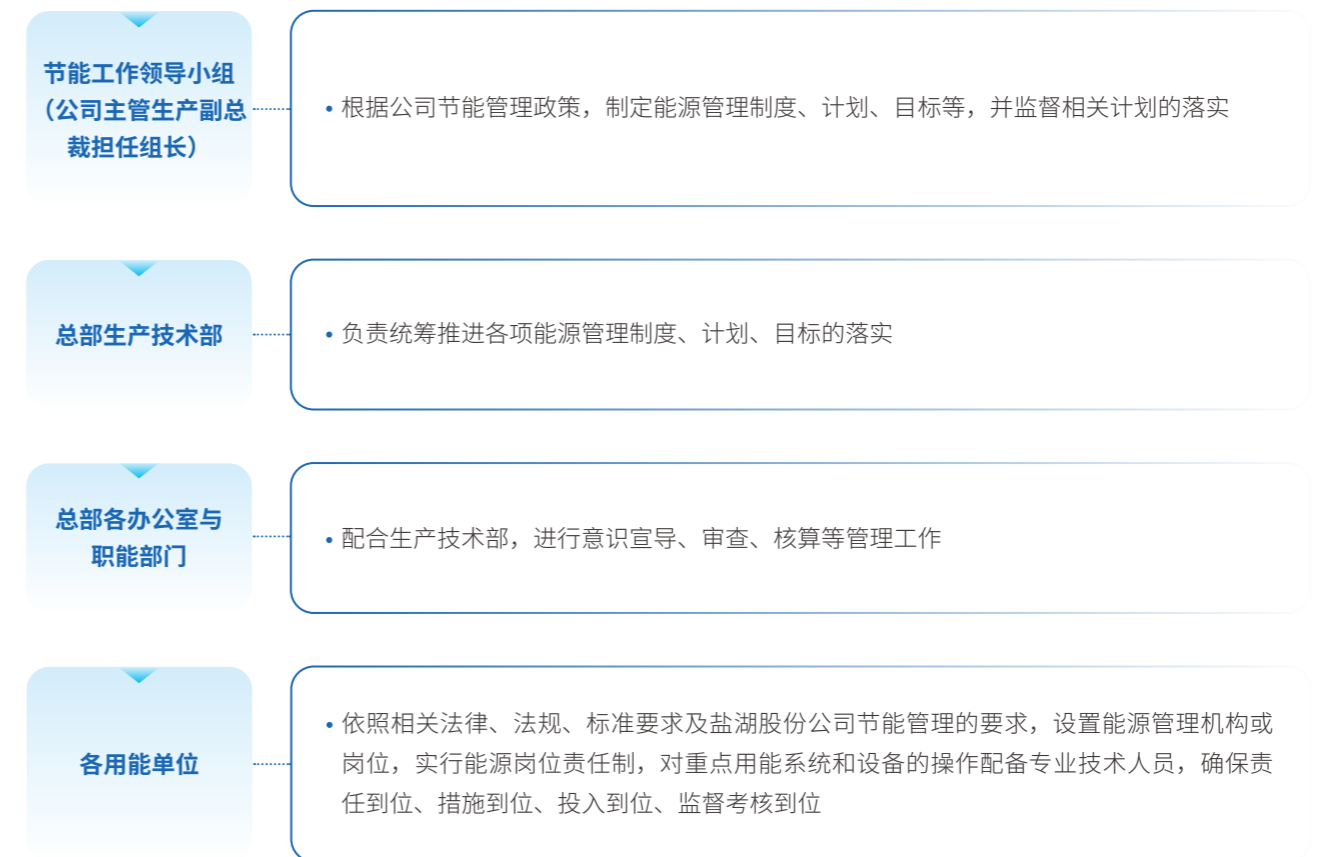 节能工作领导小组
（公司主管生产副总
裁担任组长）
• 根据公司节能管理政策，制定能源管理制度、计划、目标等，并监督相关计划的落实
总部生产技术部
• 负责统筹推进各项能源管理制度、计划、目标的落实
总部各办公室与
职能部门
• 配合生产技术部，进行意识宣导、审查、核算等管理工作
各用能单位
• 依照相关法律、法规、标准要求及盐湖股份公司节能管理的要求，设置能源管理机构或
岗位，实行能源岗位责任制，对重点用能系统和设备的操作配备专业技术人员，确保责
任到位、措施到位、投入到位、监督考核到位